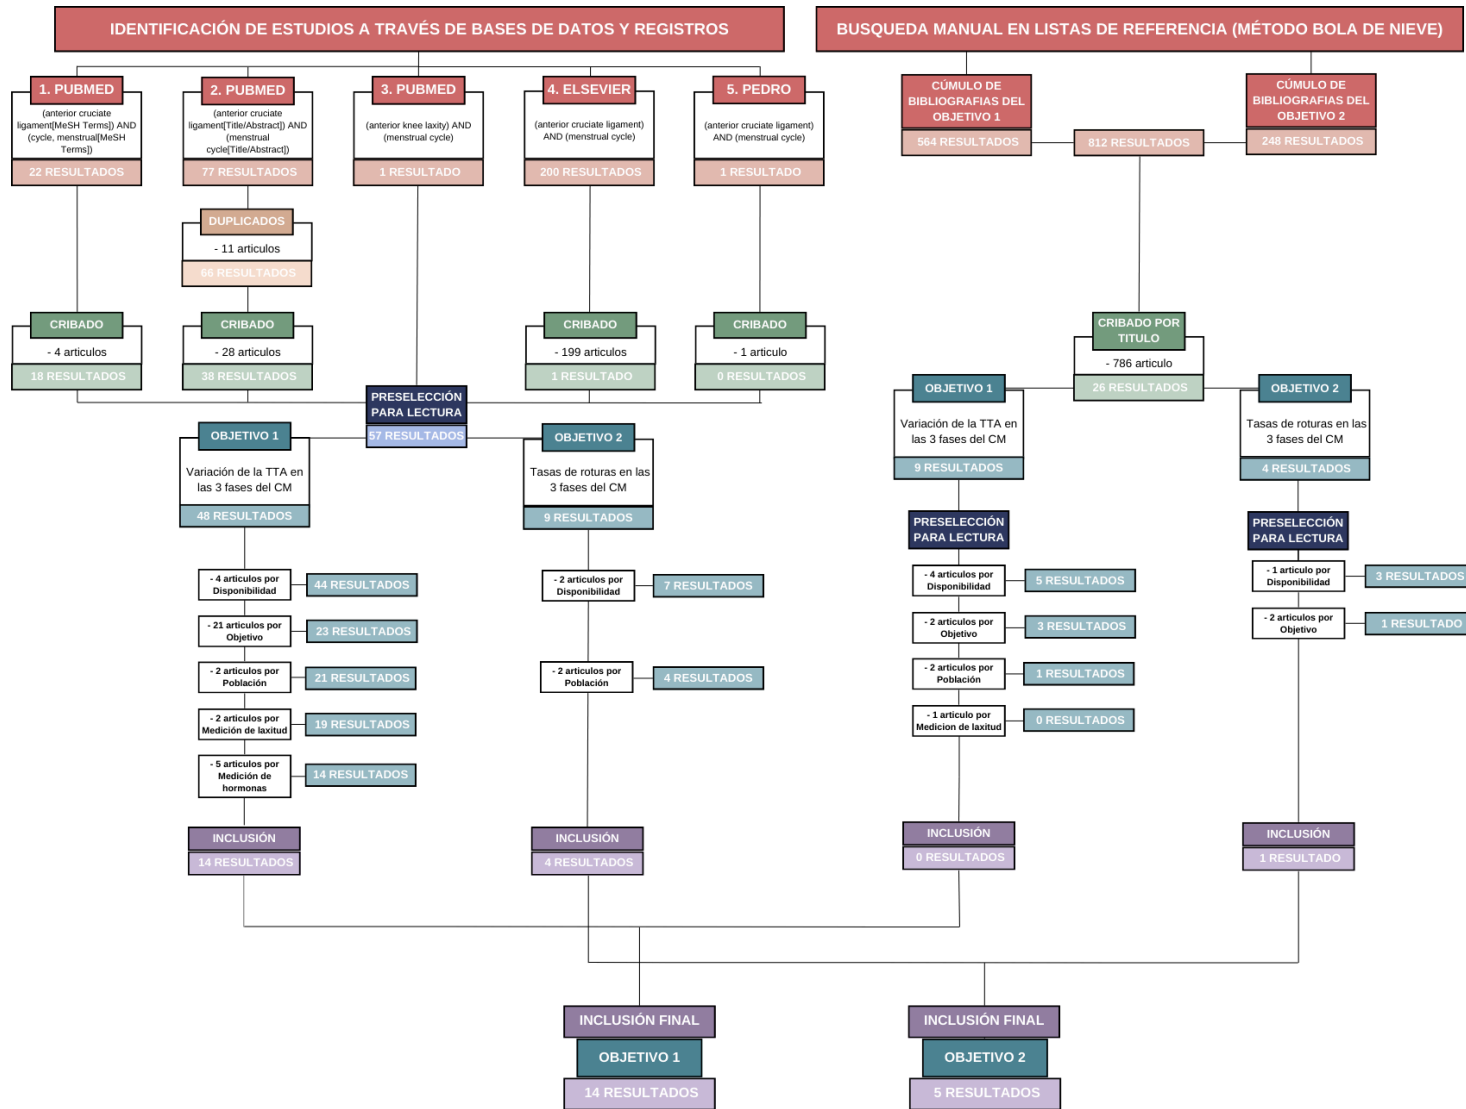 IDENTIFICACIÓN DE ESTUDIOS A TRAVÉS DE BASES DE DATOS Y REGISTROS
1. PUBMED
(anterior cruciate
ligament[MeSH Terms]) AND
(cycle, menstrual[MeSH
Terms])
22 RESULTADOS
2. PUBMED
(anterior cruciate
ligament[Title/Abstract]) AND
(menstrual
cycle[Title/Abstract])
77 RESULTADOS
3. PUBMED
(anterior knee laxity) AND
(menstrual cycle)
1 RESULTADO
4. ELSEVIER
(anterior cruciate ligament)
AND (menstrual cycle)
200 RESULTADOS
5. PEDRO
(anterior cruciate ligament)
AND (menstrual cycle)
1 RESULTADO
DUPLICADOS
- 11 articulos
66 RESULTADOS
CRIBADO
- 4 articulos
18 RESULTADOS
CRIBADO
- 28 articulos
38 RESULTADOS
CRIBADO
- 199 articulos
1 RESULTADO
CRIBADO
- 1 articulo
0 RESULTADOS
PRESELECCIÓN
PARA LECTURA
57 RESULTADOS
OBJETIVO 1
Variación de la TTA en
las 3 fases del CM
48 RESULTADOS
- 4 articulos por
Disponibilidad
44 RESULTADOS
- 21 articulos por
Objetivo
23 RESULTADOS
- 2 articulos por
Población
21 RESULTADOS
- 2 articulos por
Medición de laxitud
19 RESULTADOS
- 5 articulos por
Medición de
hormonas
14 RESULTADOS
INCLUSIÓN
14 RESULTADOS
OBJETIVO 2
Tasas de roturas en las
3 fases del CM
9 RESULTADOS
- 2 articulos por
Disponibilidad
7 RESULTADOS
- 2 articulos por
Población
4 RESULTADOS
INCLUSIÓN
4 RESULTADOS
BUSQUEDA MANUAL EN LISTAS DE REFERENCIA (MÉTODO BOLA DE NIEVE)
CÚMULO DE
BIBLIOGRAFIAS DEL
OBJETIVO 1
564 RESULTADOS
812 RESULTADOS
CÚMULO DE
BIBLIOGRAFIAS DEL
OBJETIVO 2
248 RESULTADOS
CRIBADO POR
TITULO
- 786 articulo
26 RESULTADOS
OBJETIVO 1
Variación de la TTA en
las 3 fases del CM
9 RESULTADOS
PRESELECCIÓN
PARA LECTURA
- 4 articulos por
Disponibilidad
5 RESULTADOS
- 2 articulos por
Objetivo
3 RESULTADOS
- 2 articulos por
Población
1 RESULTADOS
- 1 articulo por
Medicion de laxitud
0 RESULTADOS
INCLUSIÓN
0 RESULTADOS
OBJETIVO 2
Tasas de roturas en las
3 fases del CM
4 RESULTADOS
PRESELECCIÓN
PARA LECTURA
- 1 articulo por
Disponibilidad
3 RESULTADOS
- 2 articulos por
Objetivo
1 RESULTADO
INCLUSIÓN
1 RESULTADO
INCLUSIÓN FINAL
OBJETIVO 1
14 RESULTADOS
INCLUSIÓN FINAL
OBJETIVO 2
5 RESULTADOS